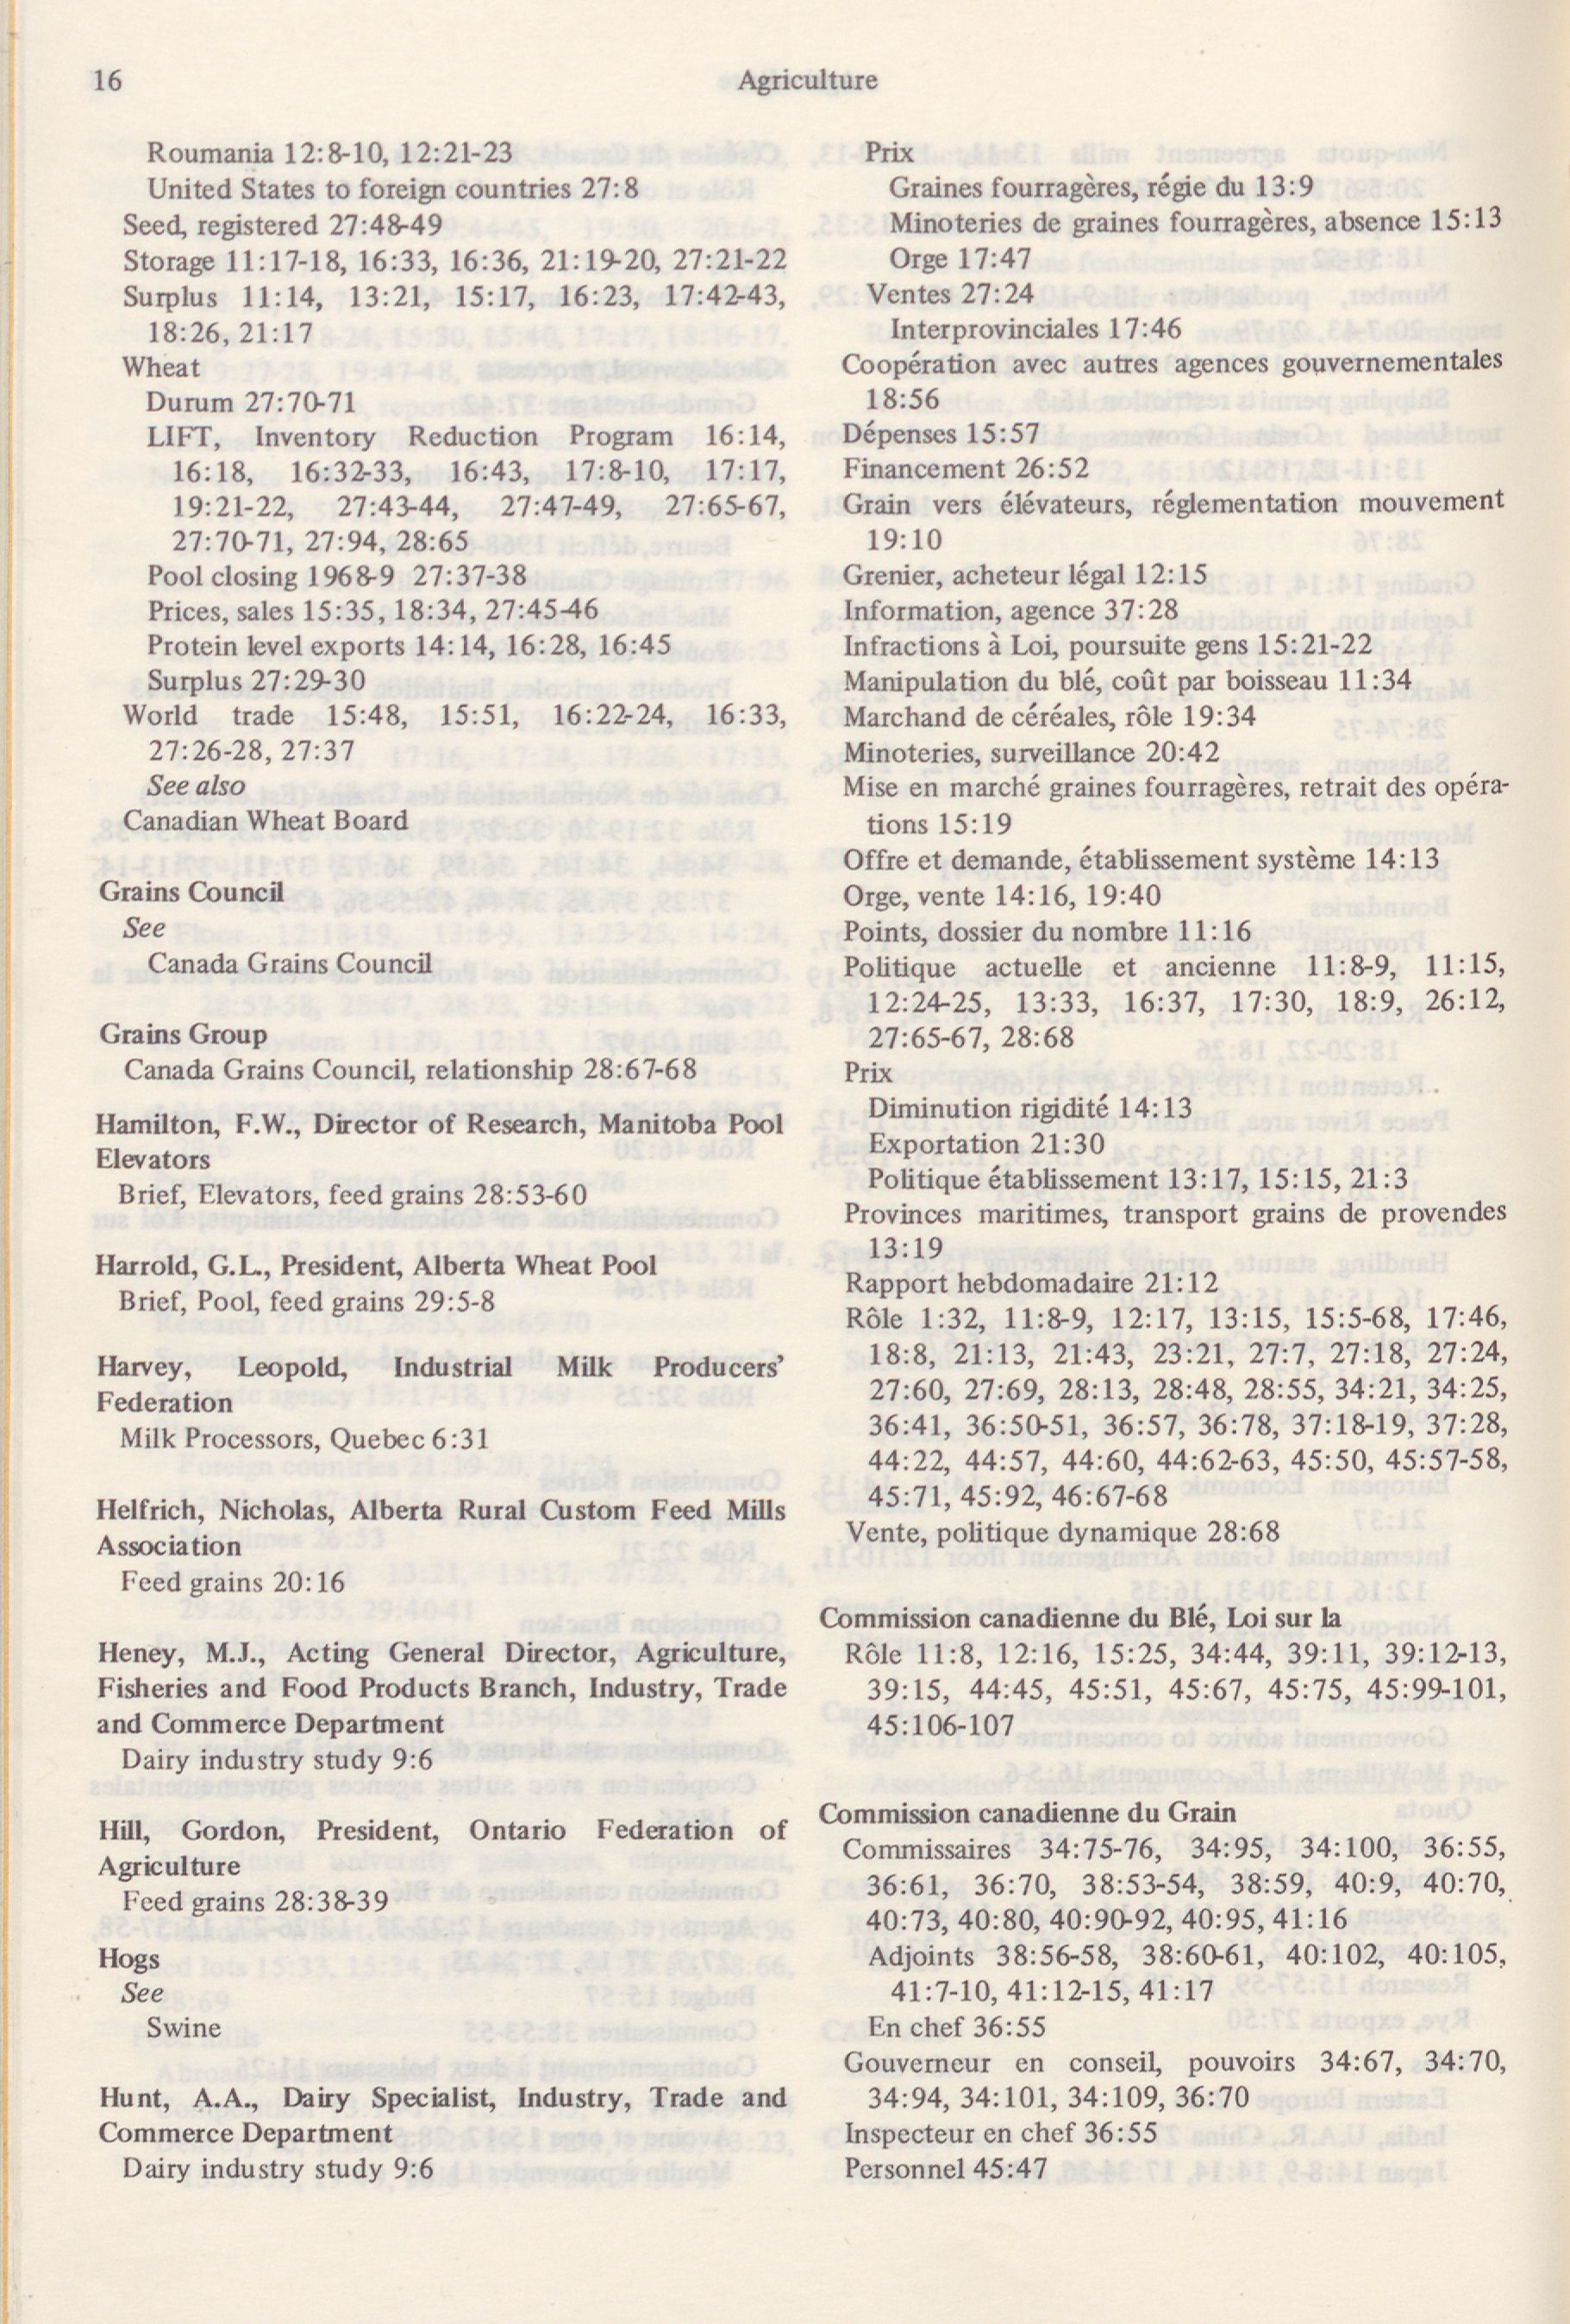 16
Agriculture
Roumania 12:8-10, 12:21-23
United States to foreign countries 27:8
Seed, registered 27:48-49
Storage 11:17-18, 16:33, 16:36, 21:19-20, 27:21-22
Surplus 11:14, 13:21, 15:17, 16:23, 17:42-43,
18:26, 21:17
Wheat
Durum 27:70-71
LIFT, Inventory Reduction Program 16:14,
16:18, 16:32-33, 16:43, 17:8-10, 17:17,
19:21-22, 27:43-44, 27:47-49, 27:65-67,
27:70-71, 27:94, 28:65
Pool closing 1968-9 27:37-38
Prices, sales 15:35, 18:34, 27:45-46
Protein level exports 14:14, 16:28, 16:45
Surplus 27:29-30
World trade 15:48, 15:51, 16:22-24, 16:33,
27:26-28, 27:37
See also
Canadian Wheat Board
Grains Council
See
Canada Grains Council
Grains Group
Canada Grains Council, relationship 28:67-68
Hamilton, F.W., Director of Research, Manitoba Pool
Elevators
Brief, Elevators, feed grains 28:53-60
Harrold, G.L., President, Alberta Wheat Pool
Brief, Pool, feed grains 29:5-8
Harvey, Leopold, Industrial Milk Producers'
Federation
Milk Processors, Quebec 6:31
Helfrich, Nicholas, Alberta Rural Custom Feed Mills
Association
Feed grains 20:16
Heney, M.J., Acting General Director, Agriculture,
Fisheries and Food Products Branch, Industry, Trade
and Commerce Department
Dairy industry study 9:6
Hill, Gordon, President, Ontario Federation of
Agriculture
Feed grains 28:38-39
Hogs
See
Swine
Hunt, A.A., Dairy Specialist, Industry, Trade and
Commerce Department
Dairy industry study 9:6
Prix
Graines fourragères, régie du 13:9
Minoteries de graines fourragères, absence 15:13
Orge 17:47
Ventes 27:24
Interprovinciales 17:46
Coopération avec autres agences gouvernementales
18:56
Dépenses 15:57
Financement 26:52
Grain vers élévateurs, réglementation mouvement
19:10
Grenier, acheteur légal 12:15
Information, agence 37:28
Infractions à Loi, poursuite gens 15:21-22
Manipulation du blé, coût par boisseau 11:34
Marchand de céréales, rôle 19:34
Minoteries, surveillance 20:42
Mise en marché graines fourragères, retrait des opéra-
tions 15:19
Offre et demande, établissement système 14:13
Orge, vente 14:16, 19:40
Points, dossier du nombre 11:16
Politique actuelle et ancienne 11:8-9, 11:15,
12:24-25, 13:33, 16:37, 17:30, 18:9, 26:12,
27:65-67, 28:68
Prix
Diminution rigidité 14:13
Exportation 21:30
Politique établissement 13:17, 15:15, 21:3
Provinces maritimes, transport grains de provendes
13:19
Rapport hebdomadaire 21:12
Rôle 1:32, 11:8-9, 12:17, 13:15, 15:5-68, 17:46,
18:8, 21:13, 21:43, 23:21, 27:7, 27:18, 27:24,
27:60, 27:69, 28:13, 28:48, 28:55, 34:21, 34:25,
36:41, 36:50-51, 36:57, 36:78, 37:18-19, 37:28,
44:22, 44:57, 44:60, 44:62-63, 45:50, 45:57-58,
45:71, 45:92, 46:67-68
Vente, politique dynamique 28:68
Commission canadienne du Blé, Loi sur la
Rôle 11:8, 12:16, 15:25, 34:44, 39:11, 39:12-13,
39:15, 44:45, 45:51, 45:67, 45:75, 45:99-101,
45:106-107
Commission canadienne du Grain
Commissaires 34:75-76, 34:95, 34:100, 36:55,
36:61, 36:70, 38:53-54, 38:59, 40:9, 40:70,
40:73, 40:80, 40:90-92, 40:95, 41:16
Adjoints 38:56-58, 38:60-61, 40:102, 40:105,
41:7-10, 41:12-15, 41:17
En chef 36:55
Gouverneur en conseil, pouvoirs 34:67, 34:70,
34:94, 34:101, 34:109, 36:70
Inspecteur en chef 36:55
Personnel 45:47